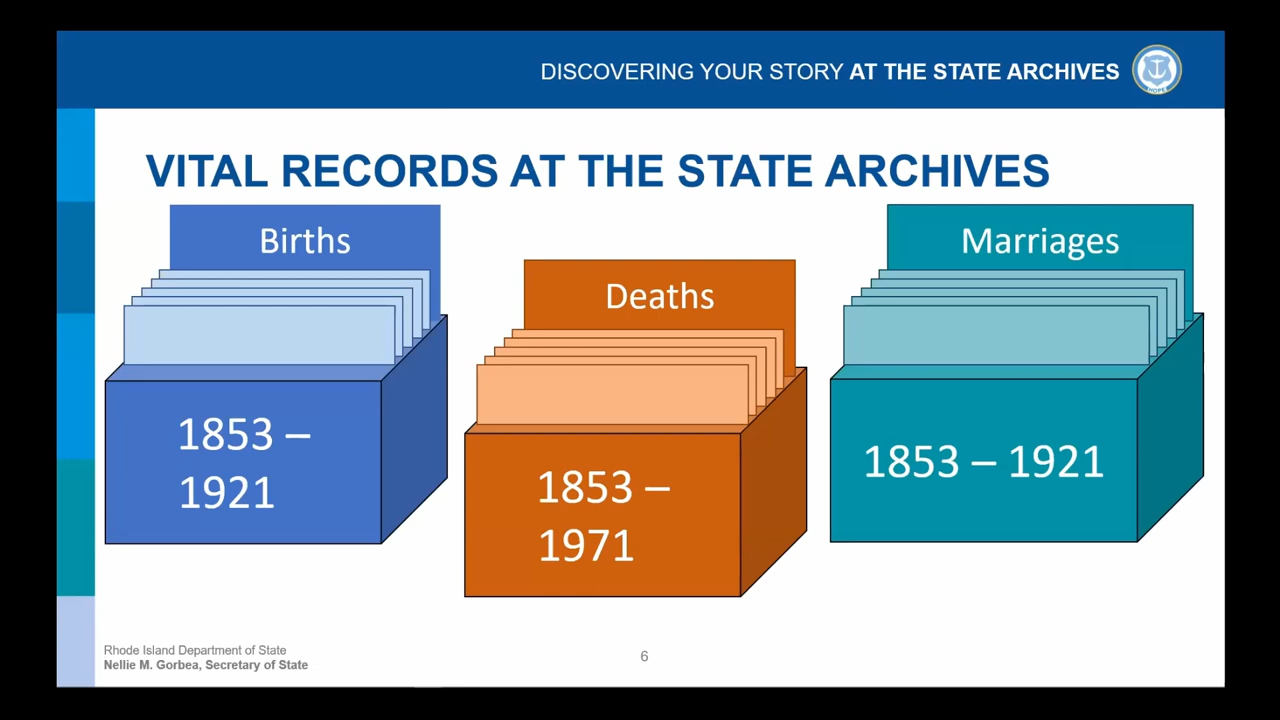 DISCOVERING YOUR STORY AT THE STATE ARCHIVES
HOPE
VITAL RECORDS AT THE STATE ARCHIVES
Births
1853 –
1921
Deaths
1853 –
1971
Marriages
1853 – 1921
Rhode Island Department of State
Nellie M. Gorbea, Secretary of State
6